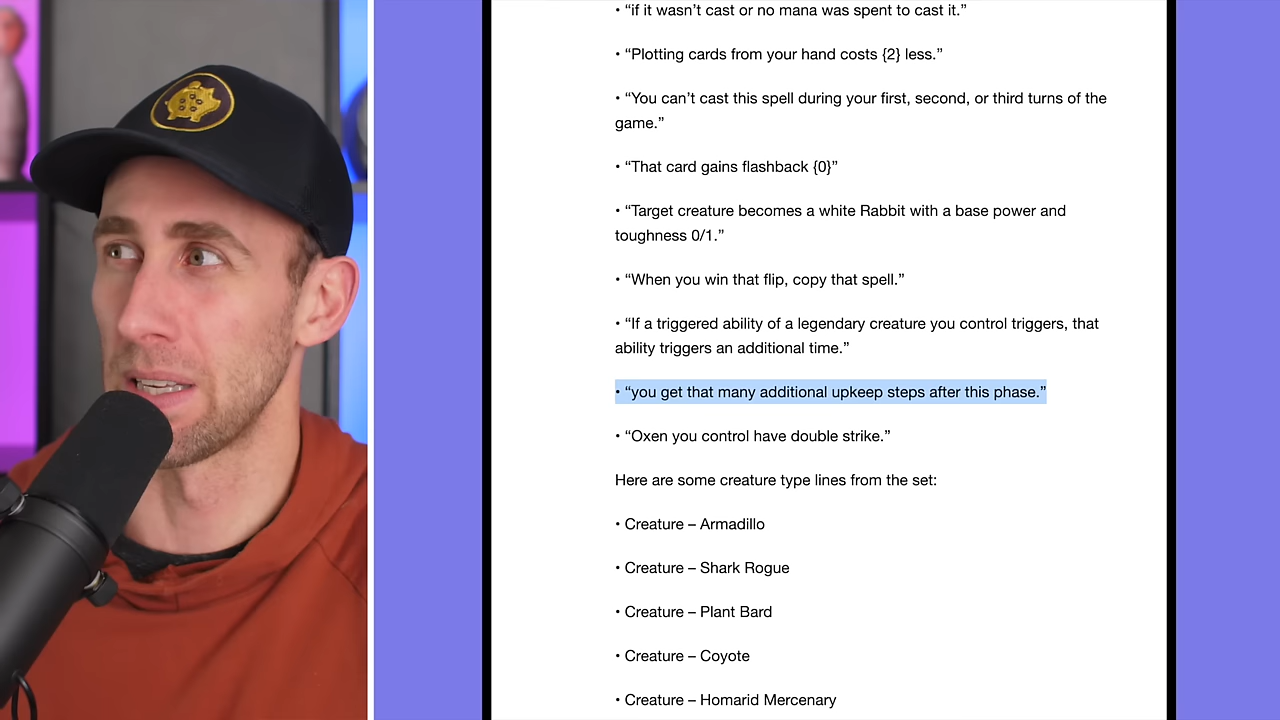 • “if it wasn’t cast or no mana was spent to cast it.”
• “Plotting cards from your hand costs {2} less.”
• “You can’t cast this spell during your first, second, or third turns of the
game.”
• “That card gains flashback {0}”
• “Target creature becomes a white Rabbit with a base power and
toughness 0/1.”
• “When you win that flip, copy that spell.”
• “If a triggered ability of a legendary creature you control triggers, that
ability triggers an additional time.”
• “you get that many additional upkeep steps after this phase.”
• “Oxen you control have double strike.”
Here are some creature type lines from the set:
• Creature – Armadillo
• Creature – Shark Rogue
• Creature – Plant Bard
• Creature – Coyote
• Creature – Homarid Mercenary